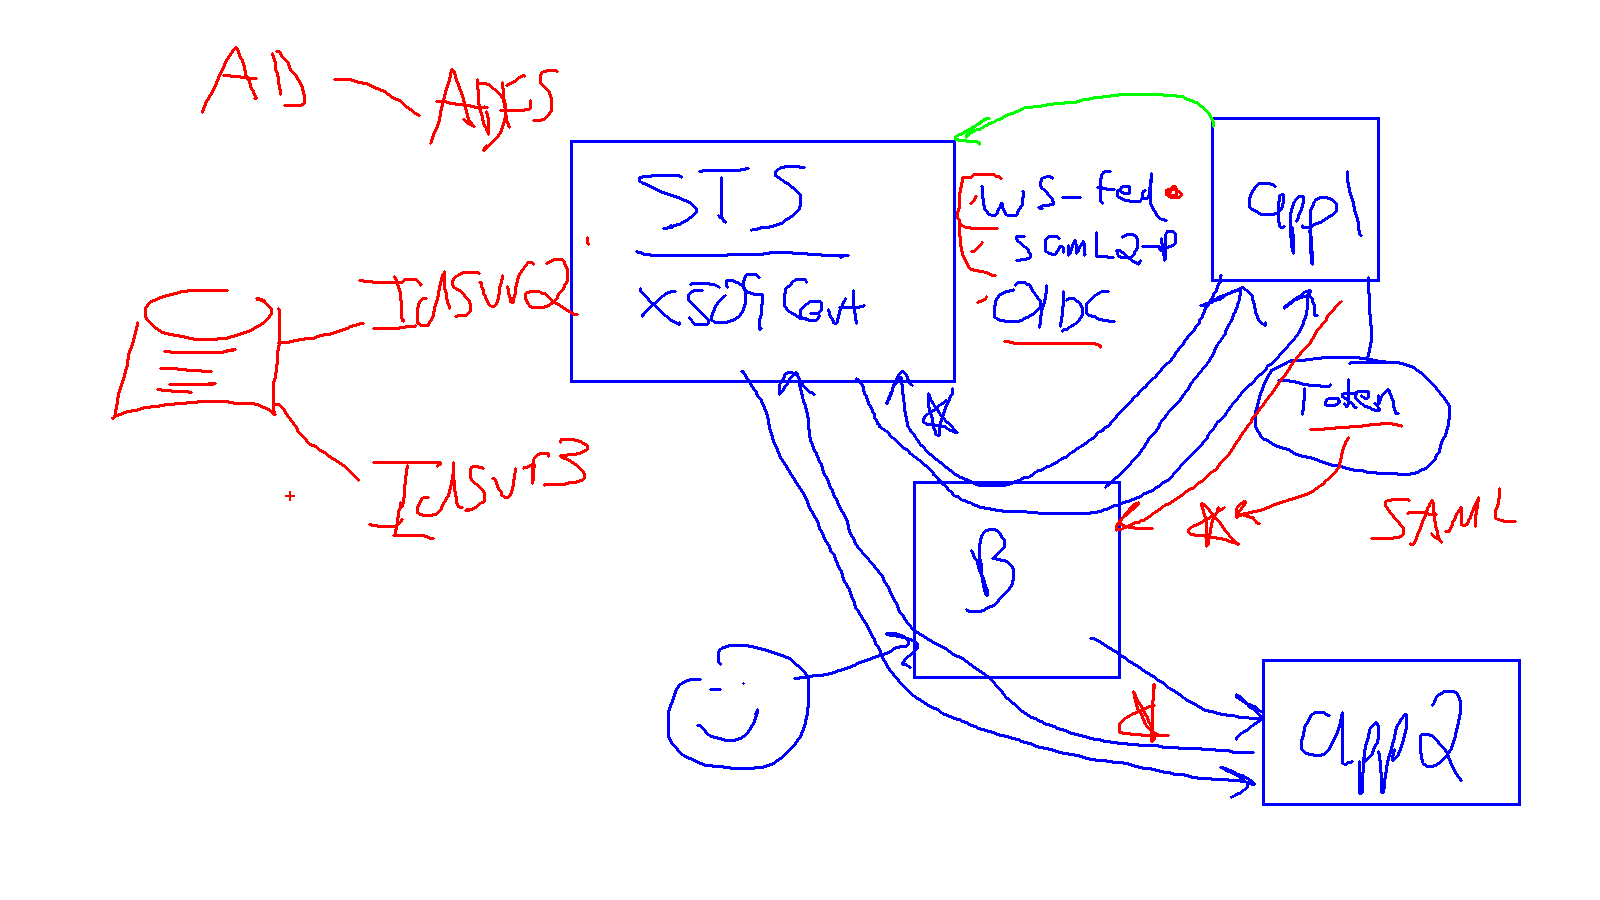 AD
ADFS
STS
X509 Cert
WS-Fed
SamL2-P
OIDC
app1
IdSvr2
IdSvr3
Token
SAML
B
app2